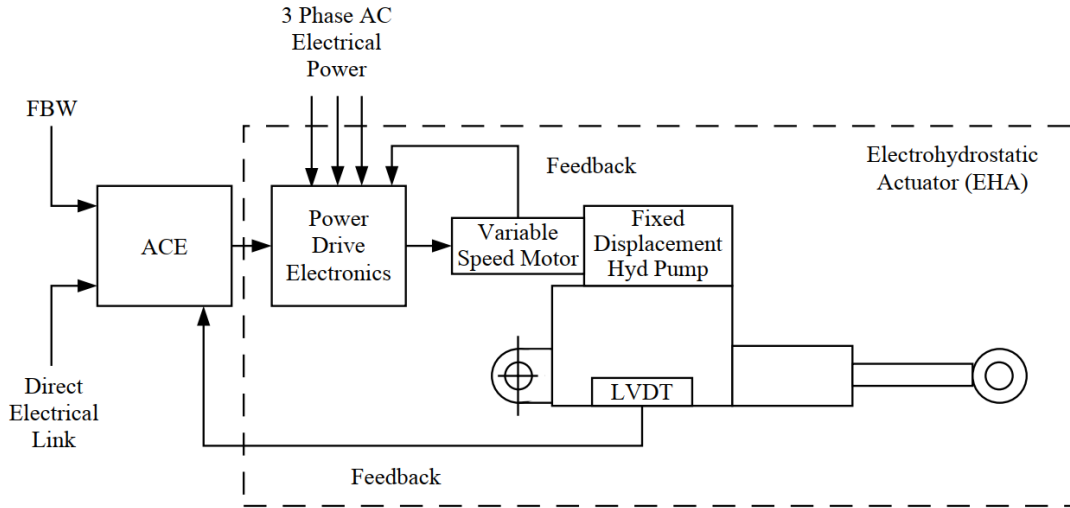 3 Phase AC
Electrical
Power
FBW
Feedback
Electrohydrostatic
Actuator (EHA)
ACE
Power
Drive
Electronics
Variable
Speed Motor
Fixed
Displacement
Hyd Pump
LVDT
Direct
Electrical
Link
Feedback